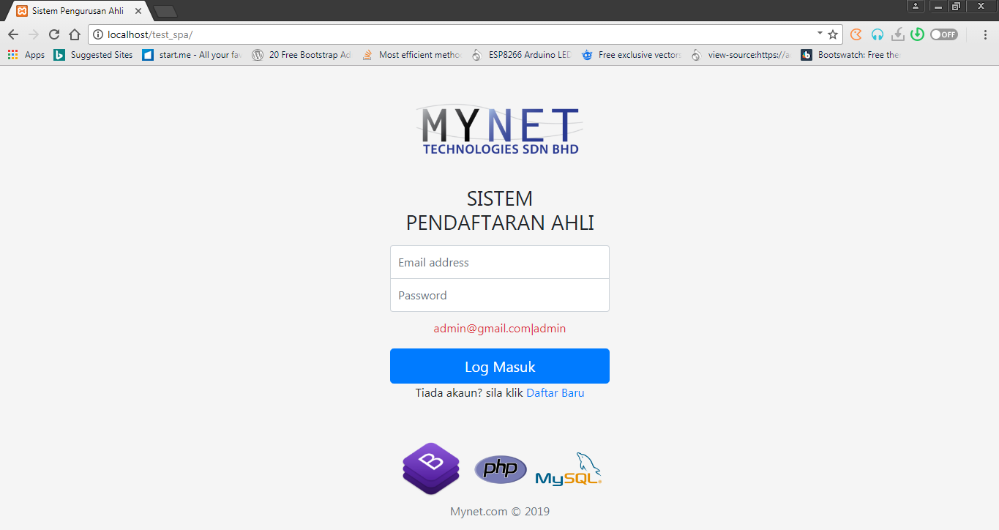 Sistem Pengurusan Ahli
localhost/test_spa/
OFF
Apps
Suggested Sites
start.me - All your fav
20 Free Bootstrap Ad
Most efficient metho
ESP8266 Arduino LED
Free exclusive vectors
view-source:https://a
Bootswatch: Free the
MYNET
TECHNOLOGIES SDN BHD
SISTEM
PENDAFTARAN AHLI
Email address
Password
admin@gmail.com|admin
Log Masuk
Tiada akaun? sila klik Daftar Baru
B
php
MySQL®
Mynet.com © 2019